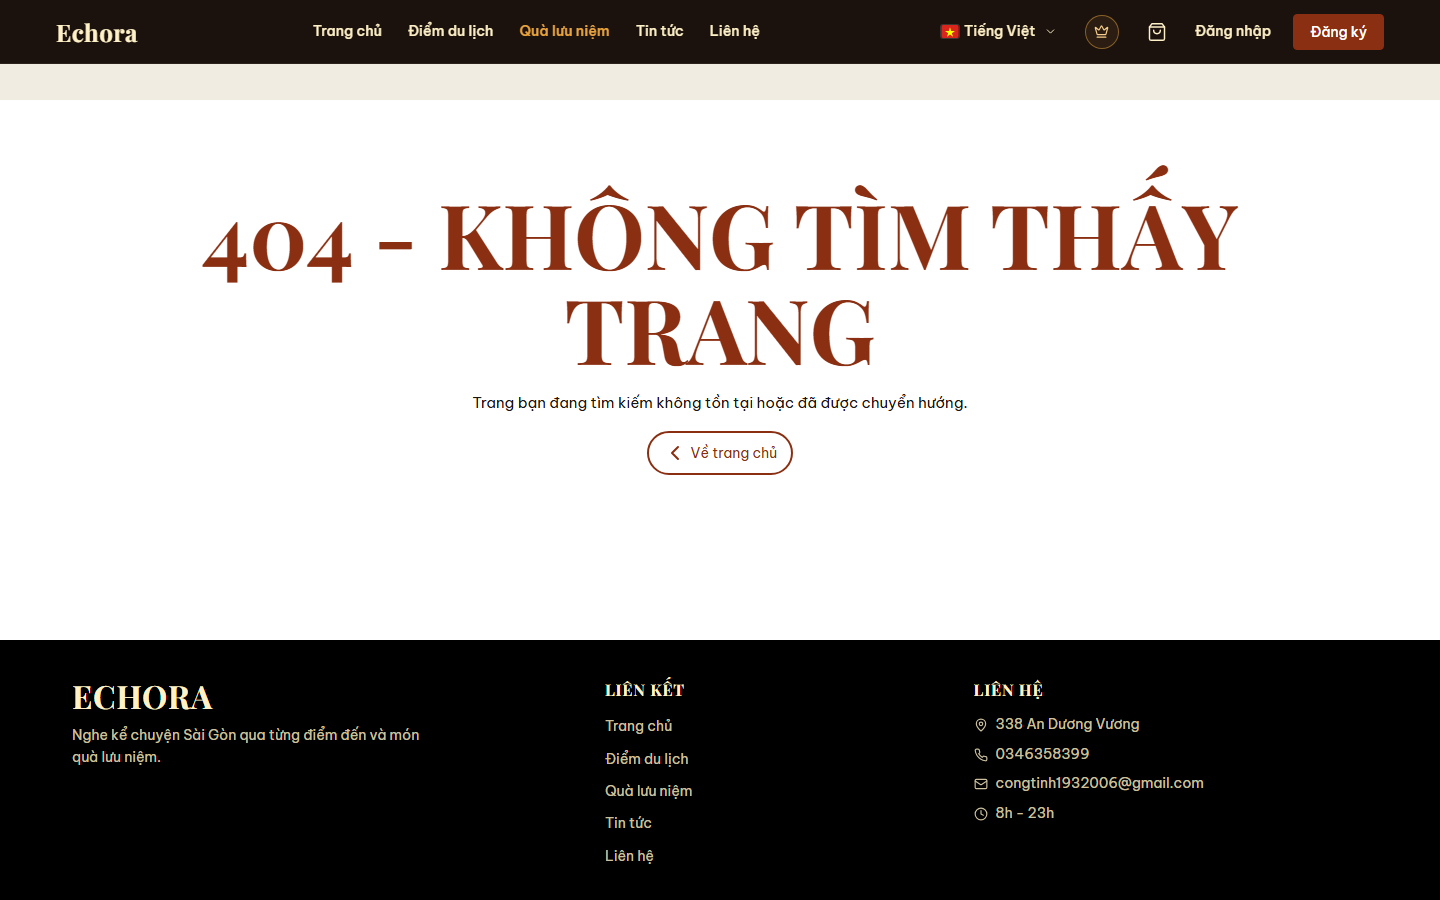 Echora
Trang chủ
Điểm du lịch
Quà lưu niệm
Tin tức
Liên hệ
Tiếng Việt
Đăng nhập
Đăng ký
404 - KHÔNG TÌM THẤY
TRANG
Trang bạn đang tìm kiếm không tồn tại hoặc đã được chuyển hướng.
Về trang chủ
ECHORA
Nghe kể chuyện Sài Gòn qua từng điểm đến và món
quà lưu niệm.
LIÊN KẾT
Trang chủ
Điểm du lịch
Quà lưu niệm
Tin tức
Liên hệ
LIÊN HỆ
338 An Dương Vương
0346358399
congtinh1932006@gmail.com
8h - 23h